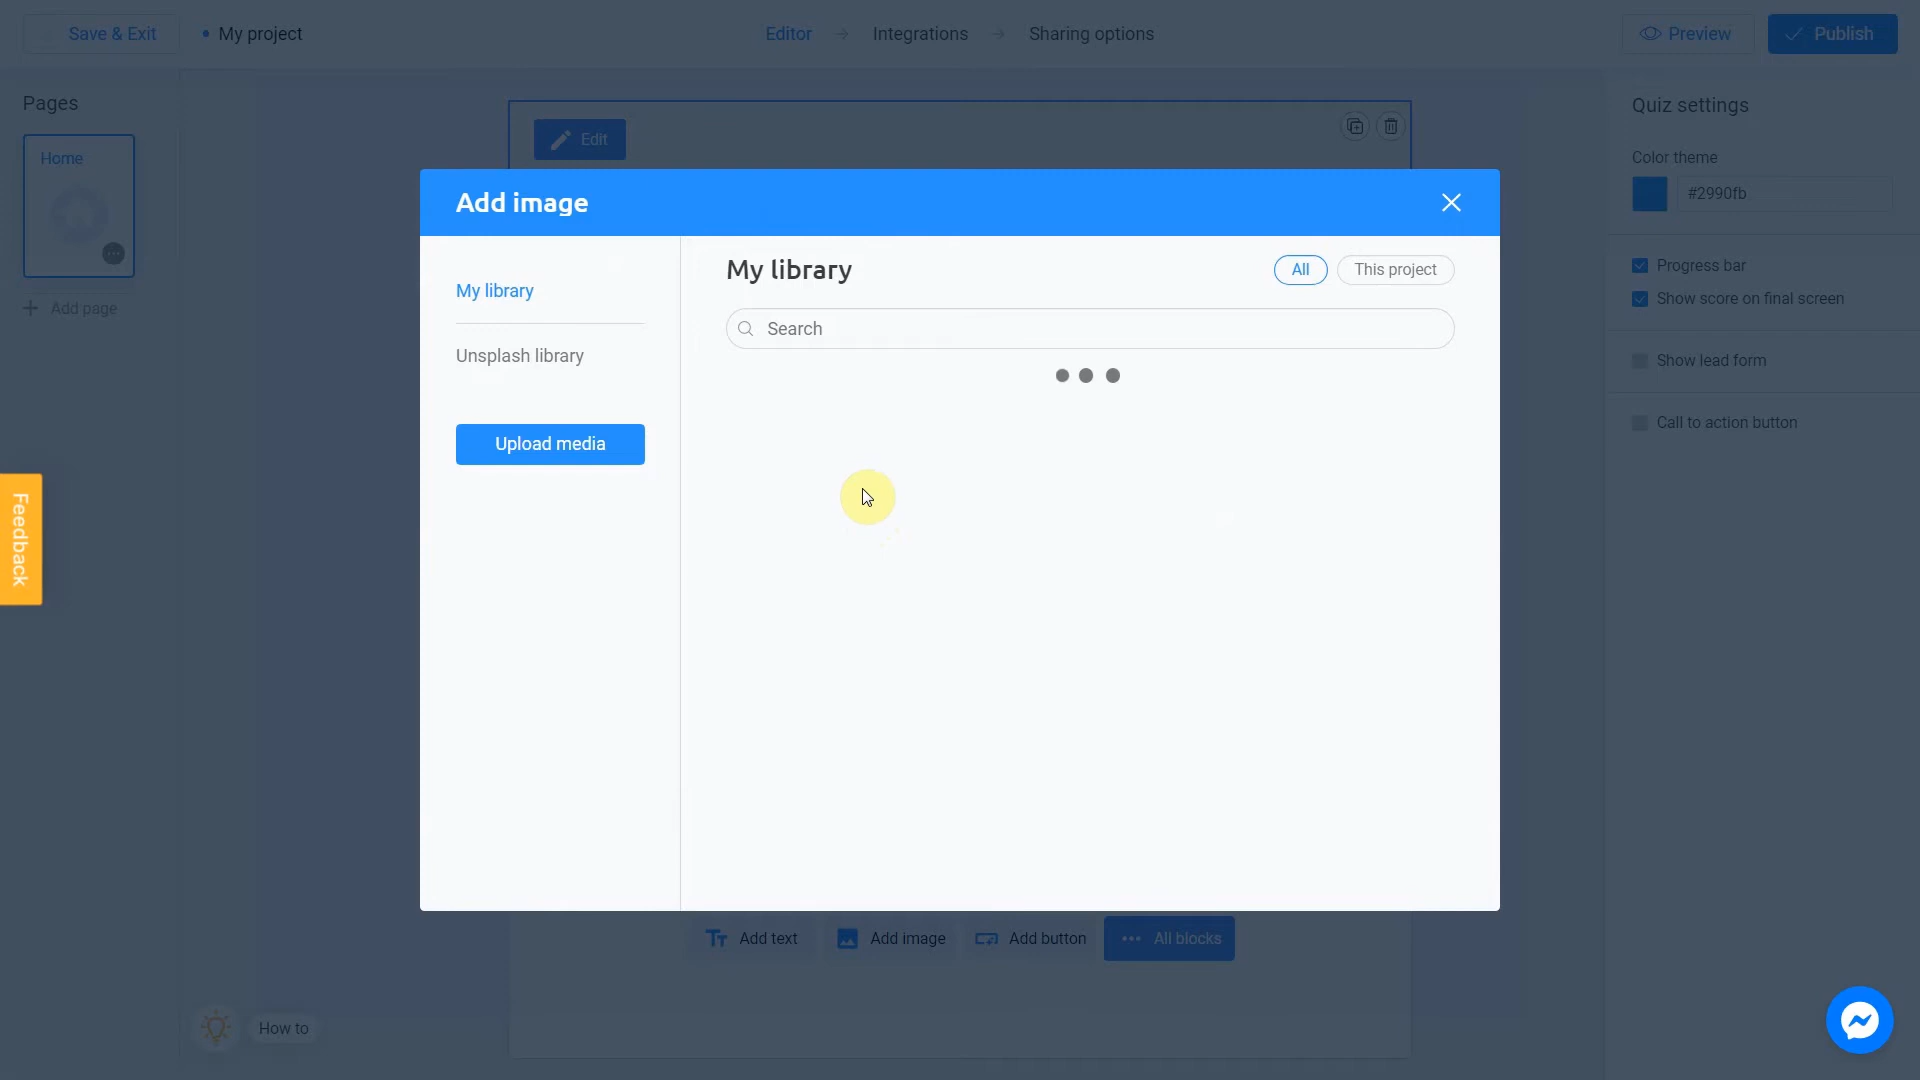 Save & Exit
My project
Editor
Integrations
Sharing options
Preview
Publish
Pages
Home
Add page
Edit
Quiz settings
Color theme
#2990fb
Progress bar
Show score on final screen
Show lead form
Call to action button
Add image
My library
Unsplash library
Upload media
My library
All
This project
Search
Feedback
Add text
Add image
Add button
All blocks
How to